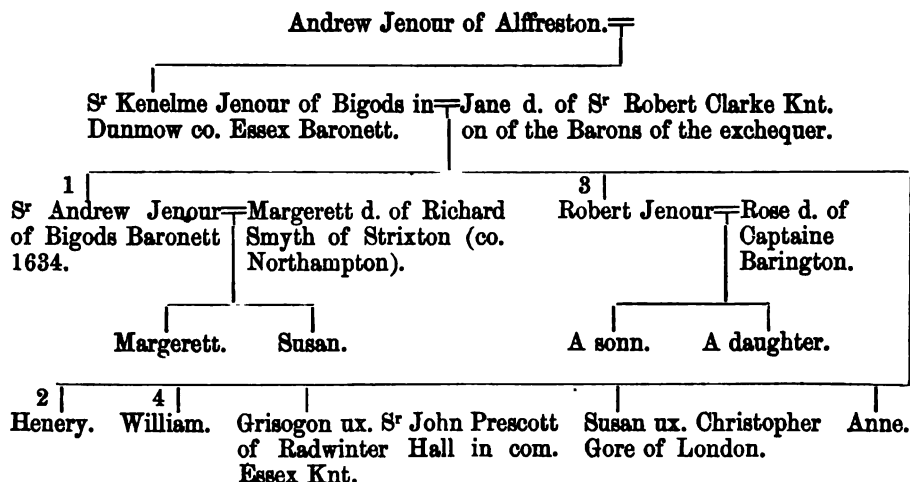 Andrew Jenour of Alffreston.
Sr Kenelme Jenour of Bigods in
Dunmow co. Essex Baronett.
Jane d. of Sr Robert Clarke Knt.
on of the Barons of the exchequer.
1
Sr Andrew Jenour
of Bigods Baronett
1634.
Margerett d. of Richard
Smyth of Strixton (co.
Northampton).
3
Robert Jenour
Rose d. of
Captaine
Barington.
Margerett.
Susan.
A sonn.
A daughter.
2
Henery.
4
William.
Grisogon ux. Sr John Prescott
of Radwinter Hall in com.
Essex Knt.
Susan ux. Christopher
Gore of London.
Anne.